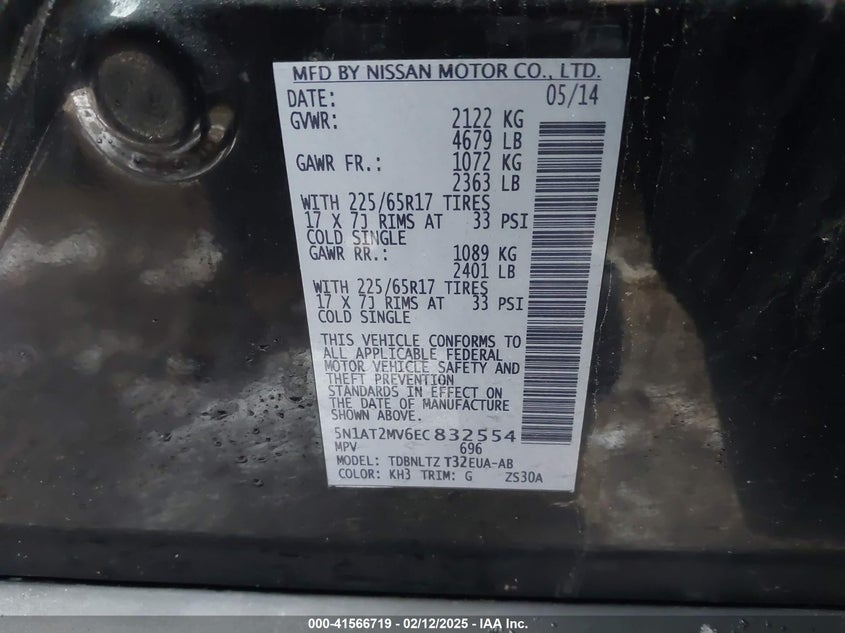 MFD BY NISSAN MOTOR CO., LTD.
DATE: 05/14
GVWR: 2122 KG
4679 LB
GAWR FR.: 1072 KG
2363 LB
WITH 225/65R17 TIRES
17 X 7J RIMS AT 33 PSI
COLD SINGLE
GAWR RR.: 1089 KG
2401 LB
WITH 225/65R17 TIRES
17 X 7J RIMS AT 33 PSI
COLD SINGLE
THIS VEHICLE CONFORMS TO
ALL APPLICABLE FEDERAL
MOTOR VEHICLE SAFETY AND
THEFT PREVENTION
STANDARDS IN EFFECT ON
THE DATE OF MANUFACTURE
SHOWN ABOVE.
5N1AT2MV6EC832554
MPV 696
MODEL: TDBNLTZ T32EUA-AB
COLOR: KH3 TRIM: G ZS30A
000-41566719 - 02/12/2025 - IAA Inc.